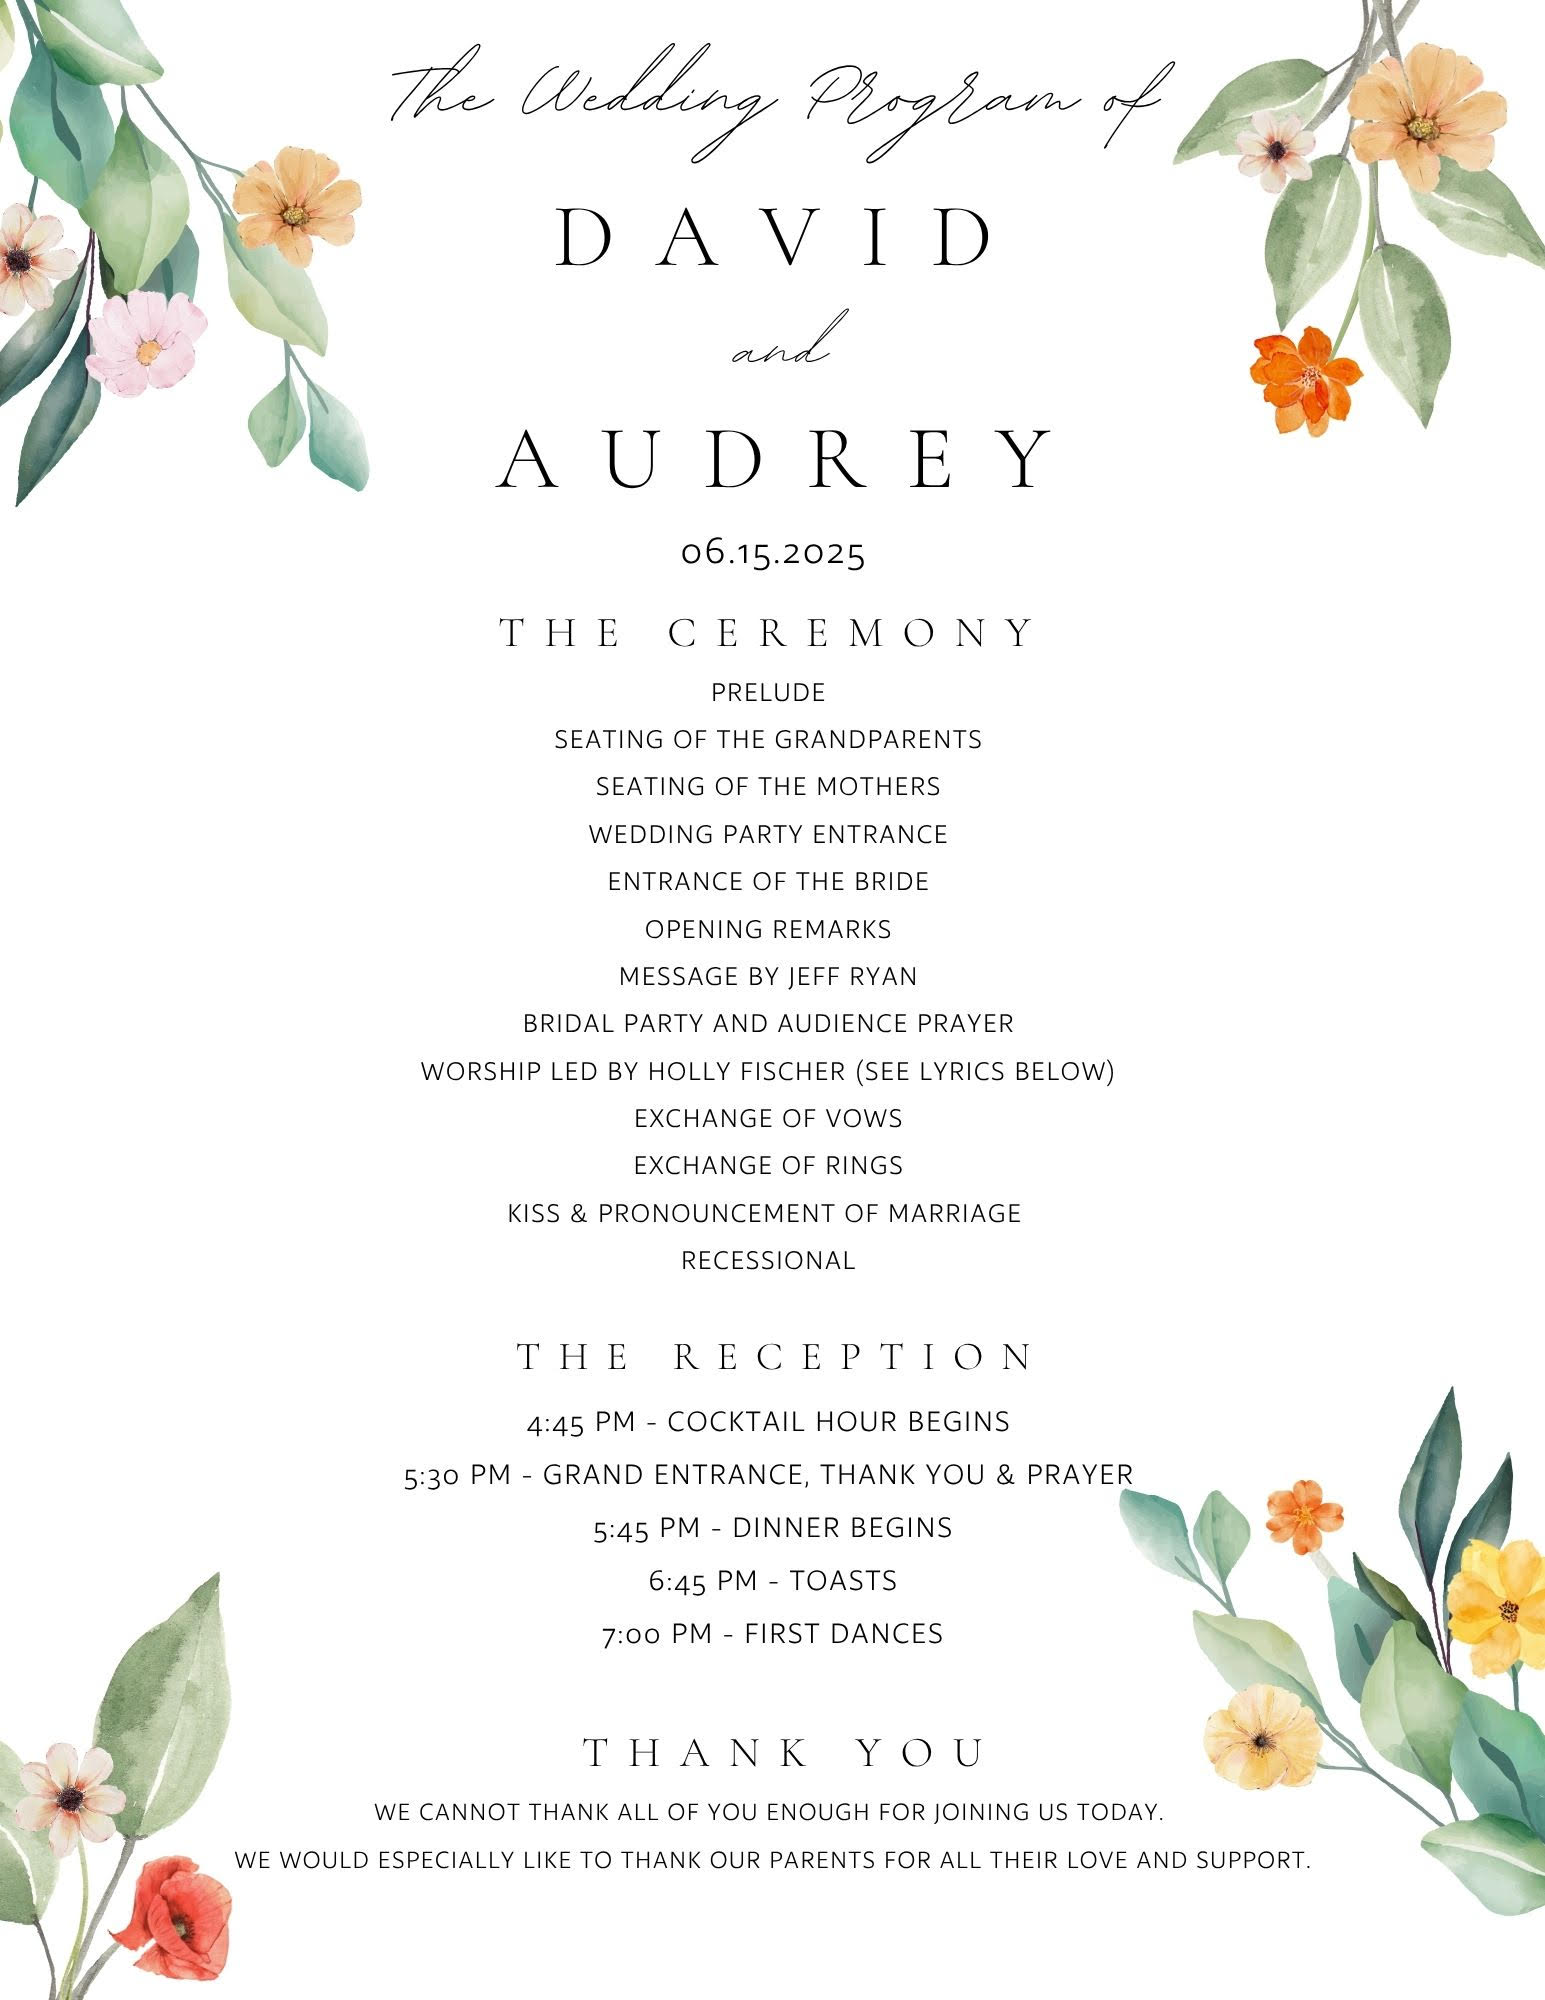 The Wedding Program of
DAVID
and
AUDREY
06.15.2025
THE CEREMONY
PRELUDE
SEATING OF THE GRANDPARENTS
SEATING OF THE MOTHERS
WEDDING PARTY ENTRANCE
ENTRANCE OF THE BRIDE
OPENING REMARKS
MESSAGE BY JEFF RYAN
BRIDAL PARTY AND AUDIENCE PRAYER
WORSHIP LED BY HOLLY FISCHER (SEE LYRICS BELOW)
EXCHANGE OF VOWS
EXCHANGE OF RINGS
KISS & PRONOUNCEMENT OF MARRIAGE
RECESSIONAL
THE RECEPTION
4:45 PM - COCKTAIL HOUR BEGINS
5:30 PM - GRAND ENTRANCE, THANK YOU & PRAYER
5:45 PM - DINNER BEGINS
6:45 PM - TOASTS
7:00 PM - FIRST DANCES
THANK YOU
WE CANNOT THANK ALL OF YOU ENOUGH FOR JOINING US TODAY.
WE WOULD ESPECIALLY LIKE TO THANK OUR PARENTS FOR ALL THEIR LOVE AND SUPPORT.